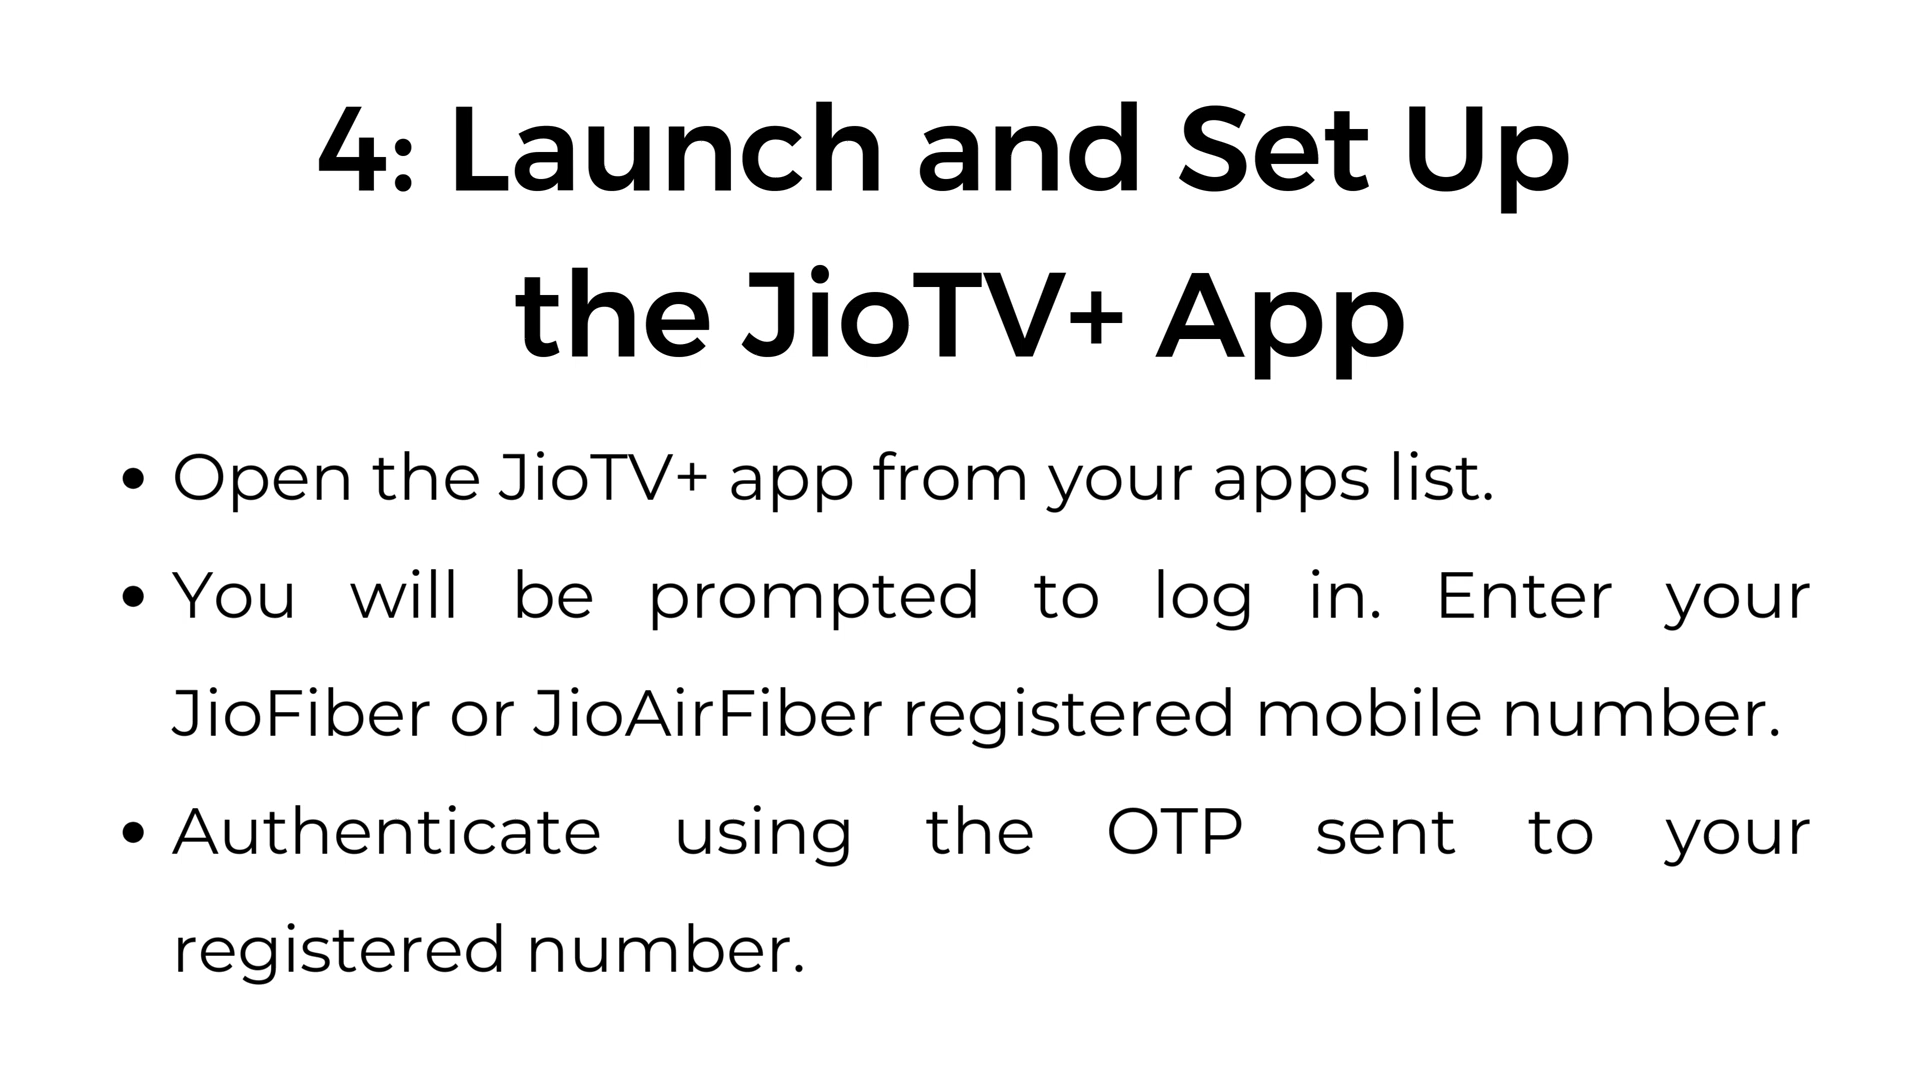 4: Launch and Set Up
the JioTV+ App
• Open the JioTV+ app from your apps list.
• You will be prompted to log in. Enter your
JioFiber or JioAirFiber registered mobile number.
• Authenticate using the OTP sent to your
registered number.